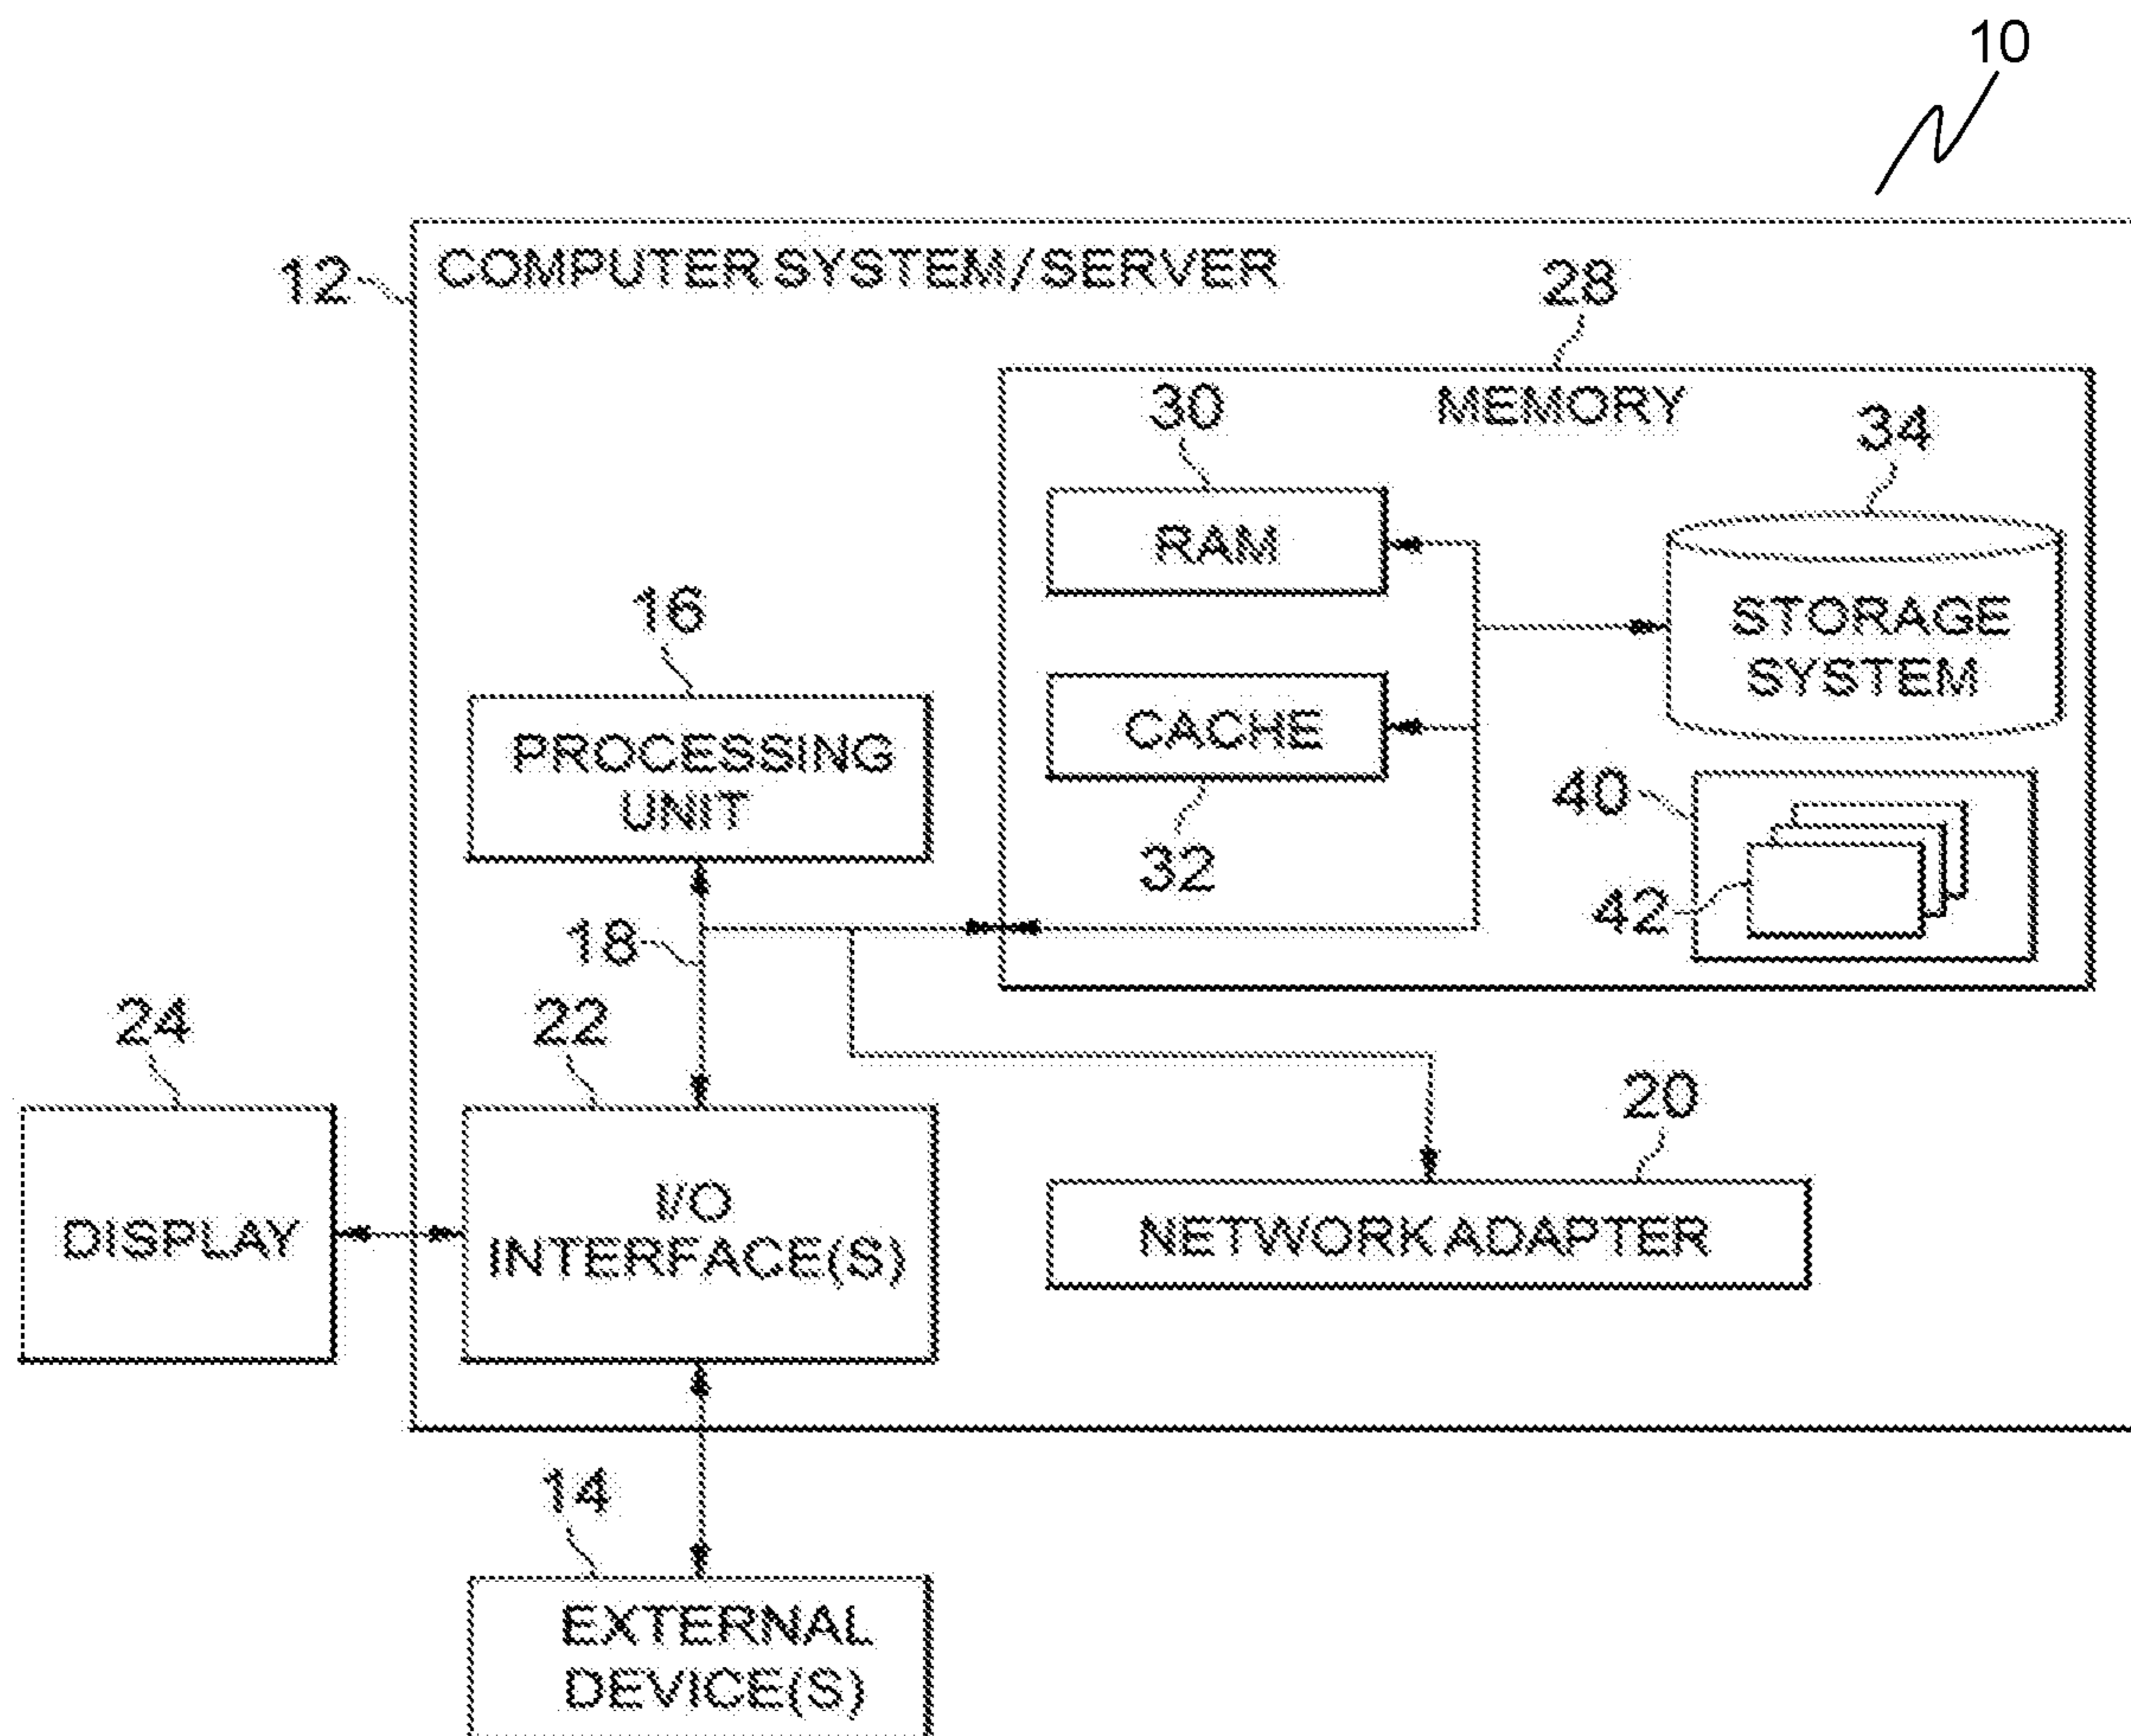 10
12
COMPUTER SYSTEM / SERVER
28
MEMORY
30
34
RAM
STORAGE
SYSTEM
16
PROCESSING
UNIT
CACHE
32
40
42
18
24
22
20
DISPLAY
I/O
INTERFACE(S)
NETWORK ADAPTER
14
EXTERNAL
DEVICE(S)